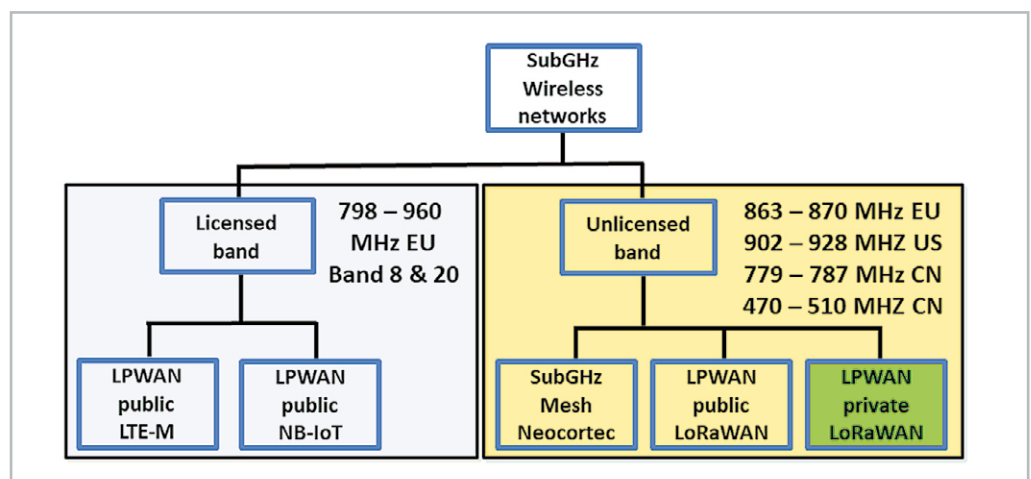 SubGHz
Wireless
networks
Licensed
band
798 – 960
MHz EU
Band 8 & 20
LPWAN
public
LTE-M
LPWAN
public
NB-IoT
Unlicensed
band
863 – 870 MHz EU
902 – 928 MHZ US
779 – 787 MHz CN
470 – 510 MHZ CN
SubGHz
Mesh
Neocortec
LPWAN
public
LoRaWAN
LPWAN
private
LoRaWAN